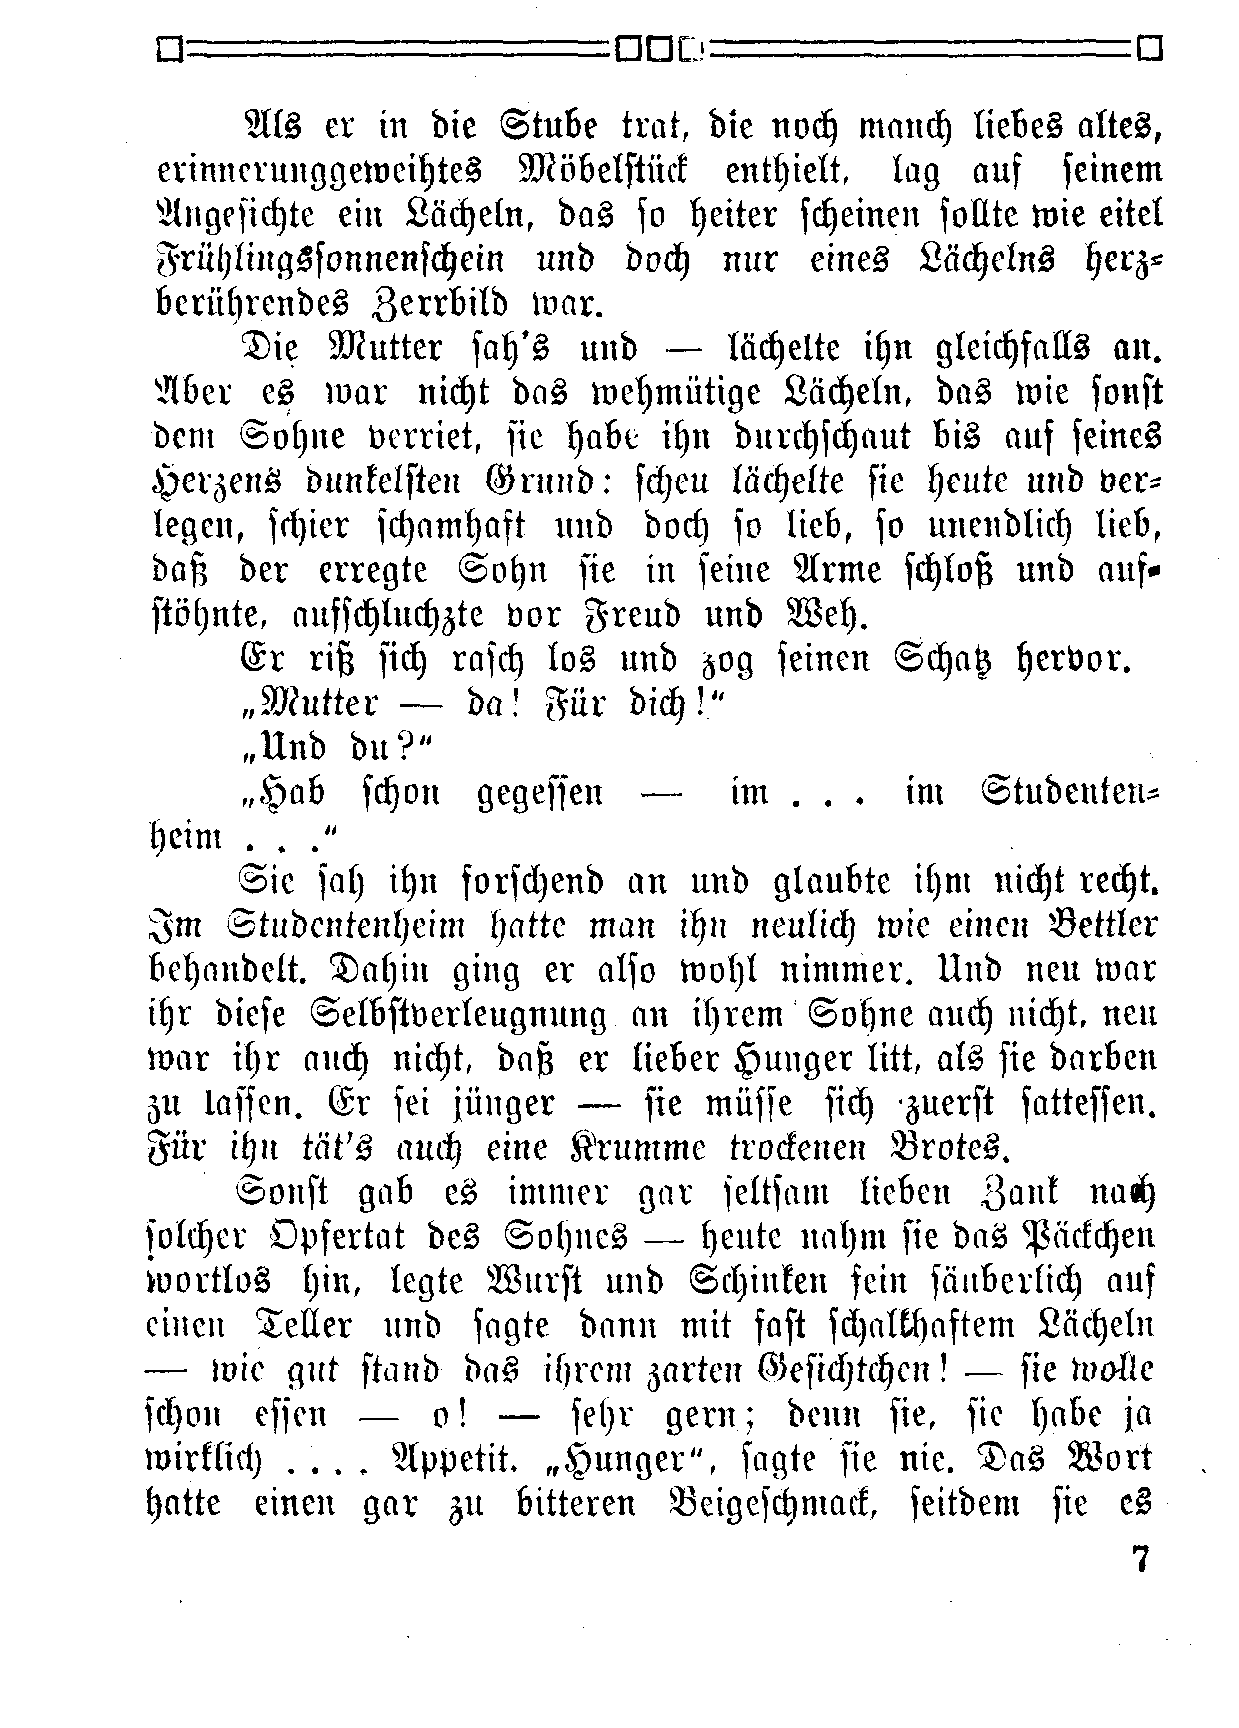 Als er in die Stube trat, die noch manch liebes altes,
erinnerunggeweihtes Möbelstück enthielt, lag auf seinem
Angesichte ein Lächeln, das so heiter scheinen sollte wie eitel
Frühlingssonnenschein und doch nur eines Lächelns herz-
berührendes Zerrbild war.
Die Mutter sah's und — lächelte ihn gleichfalls an.
Aber es war nicht das wehmütige Lächeln, das wie sonst
dem Sohne verriet, sie habe ihn durchschaut bis auf seines
Herzens dunkelsten Grund: scheu lächelte sie heute und ver-
legen, schier schamhaft und doch so lieb, so unendlich lieb,
daß der erregte Sohn sie in seine Arme schloß und auf-
stöhnte, aufschluchzte vor Freud und Weh.
Er riß sich rasch los und zog seinen Schatz hervor.
„Mutter — da! Für dich!“
„Und du?“
„Hab schon gegessen — im . . . im Studenten-
heim . . .“
Sie sah ihn forschend an und glaubte ihm nicht recht.
Im Studentenheim hatte man ihn neulich wie einen Bettler
behandelt. Dahin ging er also wohl nimmer. Und neu war
ihr diese Selbstverleugnung an ihrem Sohne auch nicht, neu
war ihr auch nicht, daß er lieber Hunger litt, als sie darben
zu lassen. Er sei jünger — sie müsse sich zuerst sattessen.
Für ihn tät's auch eine Krumme trockenen Brotes.
Sonst gab es immer gar seltsam lieben Zank nach
solcher Opfertat des Sohnes — heute nahm sie das Päckchen
wortlos hin, legte Wurst und Schinken fein säuberlich auf
einen Teller und sagte dann mit fast schalkhaftem Lächeln
— wie gut stand das ihrem zarten Gesichtchen! — sie wolle
schon essen — o! — sehr gern; denn sie, sie habe ja
wirklich . . . . Appetit. „Hunger“, sagte sie nie. Das Wort
hatte einen gar zu bitteren Beigeschmack, seitdem sie es
7